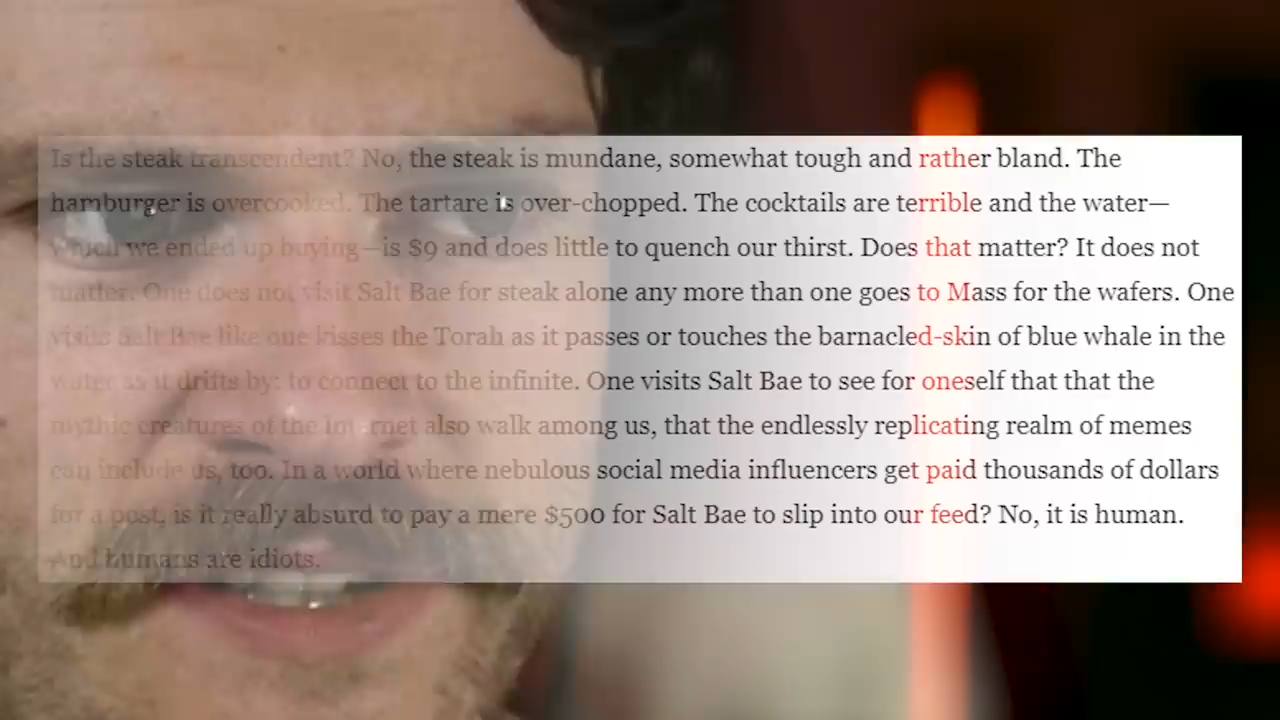 Is the steak transcendent? No, the steak is mundane, somewhat tough and rather bland. The
hamburger is overcooked. The tartare is over-chopped. The cocktails are terrible and the water—
which we ended up buying—is $9 and does little to quench our thirst. Does that matter? It does not
matter. One does not visit Salt Bae for steak alone any more than one goes to Mass for the wafers. One
visits Salt Bae like one kisses the Torah as it passes or touches the barnacled-skin of blue whale in the
water as it drifts by: to connect to the infinite. One visits Salt Bae to see for oneself that that the
mythic creatures of the Internet also walk among us, that the endlessly replicating realm of memes
can include us, too. In a world where nebulous social media influencers get paid thousands of dollars
for a post, is it really absurd to pay a mere $500 for Salt Bae to slip into our feed? No, it is human.
And humans are idiots.